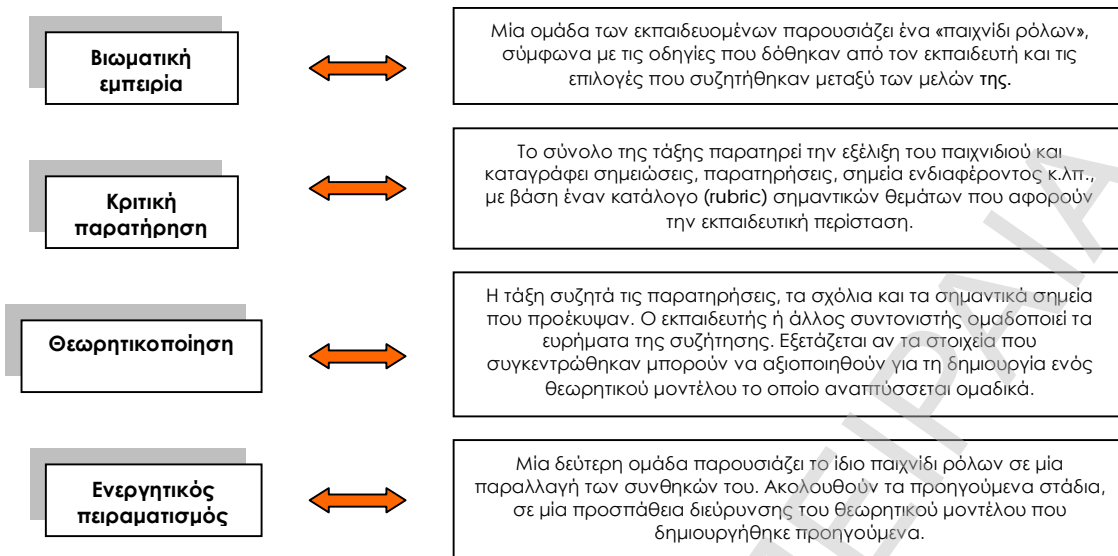 Βιωματική
εμπειρία
Μία ομάδα των εκπαιδευομένων παρουσιάζει ένα «παιχνίδι ρόλων»,
σύμφωνα με τις οδηγίες που δόθηκαν από τον εκπαιδευτή και τις
επιλογές που συζητήθηκαν μεταξύ των μελών της.
Κριτική
παρατήρηση
Το σύνολο της τάξης παρατηρεί την εξέλιξη του παιχνιδιού και
καταγράφει σημειώσεις, παρατηρήσεις, σημεία ενδιαφέροντος κ.λπ.,
με βάση έναν κατάλογο (rubric) σημαντικών θεμάτων που αφορούν
την εκπαιδευτική περίσταση.
Θεωρητικοποίηση
Η τάξη συζητά τις παρατηρήσεις, τα σχόλια και τα σημαντικά σημεία
που προέκυψαν. Ο εκπαιδευτής ή άλλος συντονιστής ομαδοποιεί τα
ευρήματα της συζήτησης. Εξετάζεται αν τα στοιχεία που
συγκεντρώθηκαν μπορούν να αξιοποιηθούν για τη δημιουργία ενός
θεωρητικού μοντέλου το οποίο αναπτύσσεται ομαδικά.
Ενεργητικός
πειραματισμός
Μία δεύτερη ομάδα παρουσιάζει το ίδιο παιχνίδι ρόλων σε μία
παραλλαγή των συνθηκών του. Ακολουθούν τα προηγούμενα στάδια,
σε μία προσπάθεια διεύρυνσης του θεωρητικού μοντέλου που
δημιουργήθηκε προηγούμενα.
ΠΕΙΡΑΙΑ